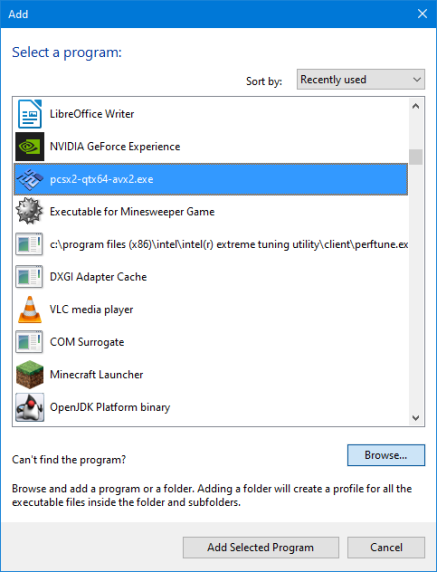 Add
Select a program:
Sort by: Recently used
LibreOffice Writer
NVIDIA GeForce Experience
pcsx2-qtx64-avx2.exe
Executable for Minesweeper Game
c:\program files (x86)\intel\intel(r) extreme tuning utility\client\perftune.ex
DXGI Adapter Cache
VLC media player
COM Surrogate
Minecraft Launcher
OpenJDK Platform binary
Can't find the program? Browse...
Browse and add a program or a folder. Adding a folder will create a profile for all the
executable files inside the folder and subfolders.
Add Selected Program Cancel